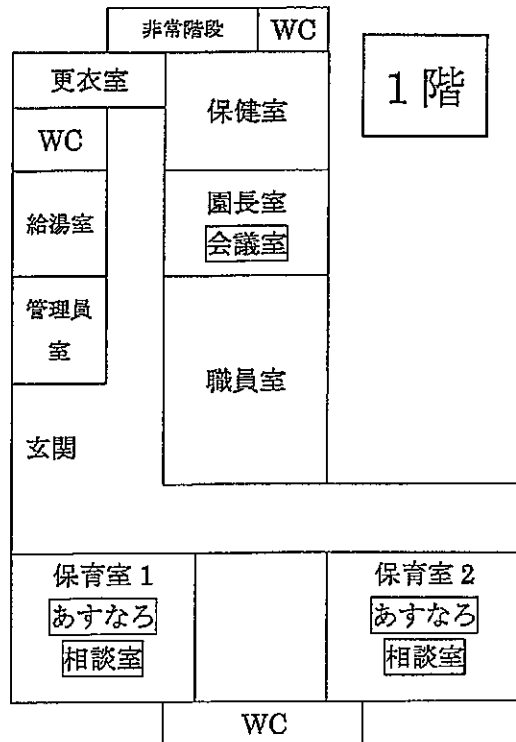 非常階段
WC
更衣室
保健室
1階
WC
給湯室
園長室
会議室
管理員
室
職員室
玄関
保育室1
あすなろ
相談室
保育室2
あすなろ
相談室
WC